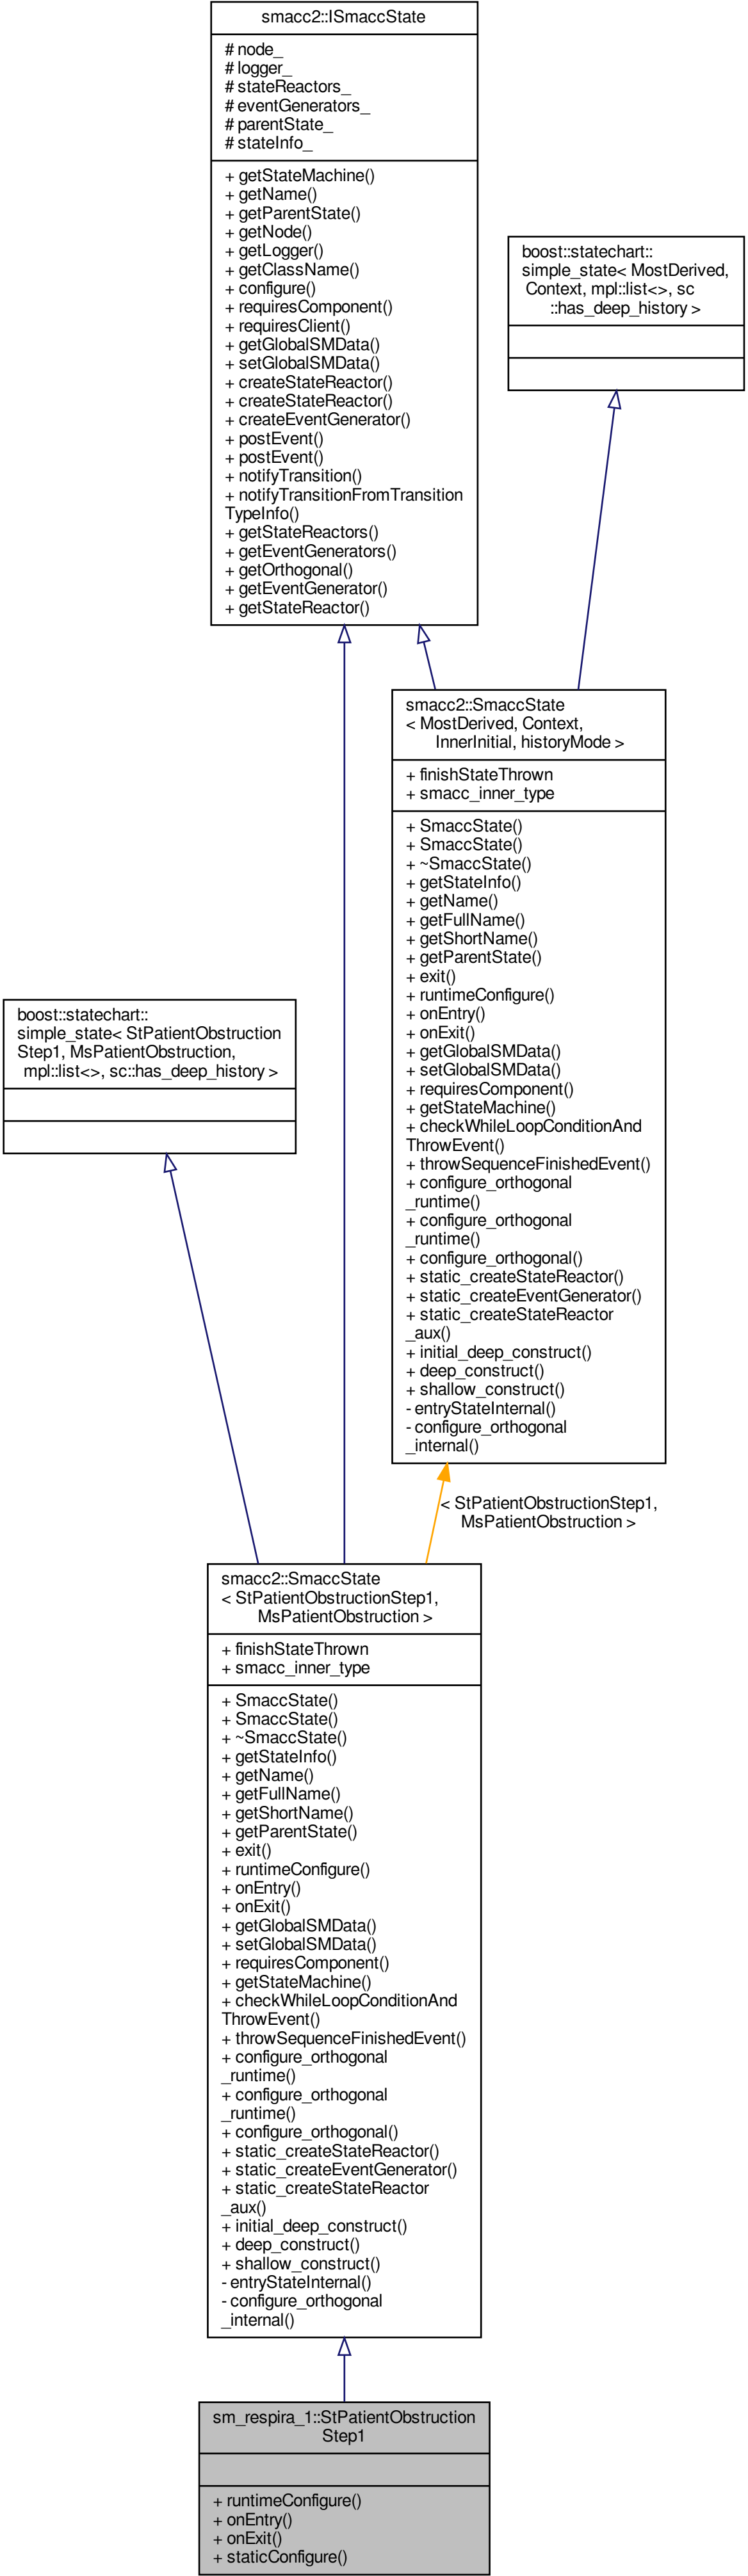 smacc2::ISmaccState
# node_
# logger_
# stateReactors_
# eventGenerators_
# parentState_
# stateInfo_
+ getStateMachine()
+ getName()
+ getParentState()
+ getNode()
+ getLogger()
+ getClassName()
+ configure()
+ requiresComponent()
+ requiresClient()
+ getGlobalSMData()
+ setGlobalSMData()
+ createStateReactor()
+ createStateReactor()
+ createEventGenerator()
+ postEvent()
+ postEvent()
+ notifyTransition()
+ notifyTransitionFromTransition
TypeInfo()
+ getStateReactors()
+ getEventGenerators()
+ getOrthogonal()
+ getEventGenerator()
+ getStateReactor()
boost::statechart::
simple_state< MostDerived,
Context, mpl::list<>, sc
::has_deep_history >
smacc2::SmaccState
< MostDerived, Context,
InnerInitial, historyMode >
+ finishStateThrown
+ smacc_inner_type
+ SmaccState()
+ SmaccState()
+ ~SmaccState()
+ getStateInfo()
+ getName()
+ getFullName()
+ getShortName()
+ getParentState()
+ exit()
+ runtimeConfigure()
+ onEntry()
+ onExit()
+ getGlobalSMData()
+ setGlobalSMData()
+ requiresComponent()
+ getStateMachine()
+ checkWhileLoopConditionAnd
ThrowEvent()
+ throwSequenceFinishedEvent()
+ configure_orthogonal
_runtime()
+ configure_orthogonal
_runtime()
+ configure_orthogonal()
+ static_createStateReactor()
+ static_createEventGenerator()
+ static_createStateReactor
_aux()
+ initial_deep_construct()
+ deep_construct()
+ shallow_construct()
- entryStateInternal()
- configure_orthogonal
_internal()
boost::statechart::
simple_state< StPatientObstruction
Step1, MsPatientObstruction,
mpl::list<>, sc::has_deep_history >
< StPatientObstructionStep1,
MsPatientObstruction >
smacc2::SmaccState
< StPatientObstructionStep1,
MsPatientObstruction >
+ finishStateThrown
+ smacc_inner_type
+ SmaccState()
+ SmaccState()
+ ~SmaccState()
+ getStateInfo()
+ getName()
+ getFullName()
+ getShortName()
+ getParentState()
+ exit()
+ runtimeConfigure()
+ onEntry()
+ onExit()
+ getGlobalSMData()
+ setGlobalSMData()
+ requiresComponent()
+ getStateMachine()
+ checkWhileLoopConditionAnd
ThrowEvent()
+ throwSequenceFinishedEvent()
+ configure_orthogonal
_runtime()
+ configure_orthogonal
_runtime()
+ configure_orthogonal()
+ static_createStateReactor()
+ static_createEventGenerator()
+ static_createStateReactor
_aux()
+ initial_deep_construct()
+ deep_construct()
+ shallow_construct()
- entryStateInternal()
- configure_orthogonal
_internal()
sm_respira_1::StPatientObstruction
Step1
+ runtimeConfigure()
+ onEntry()
+ onExit()
+ staticConfigure()